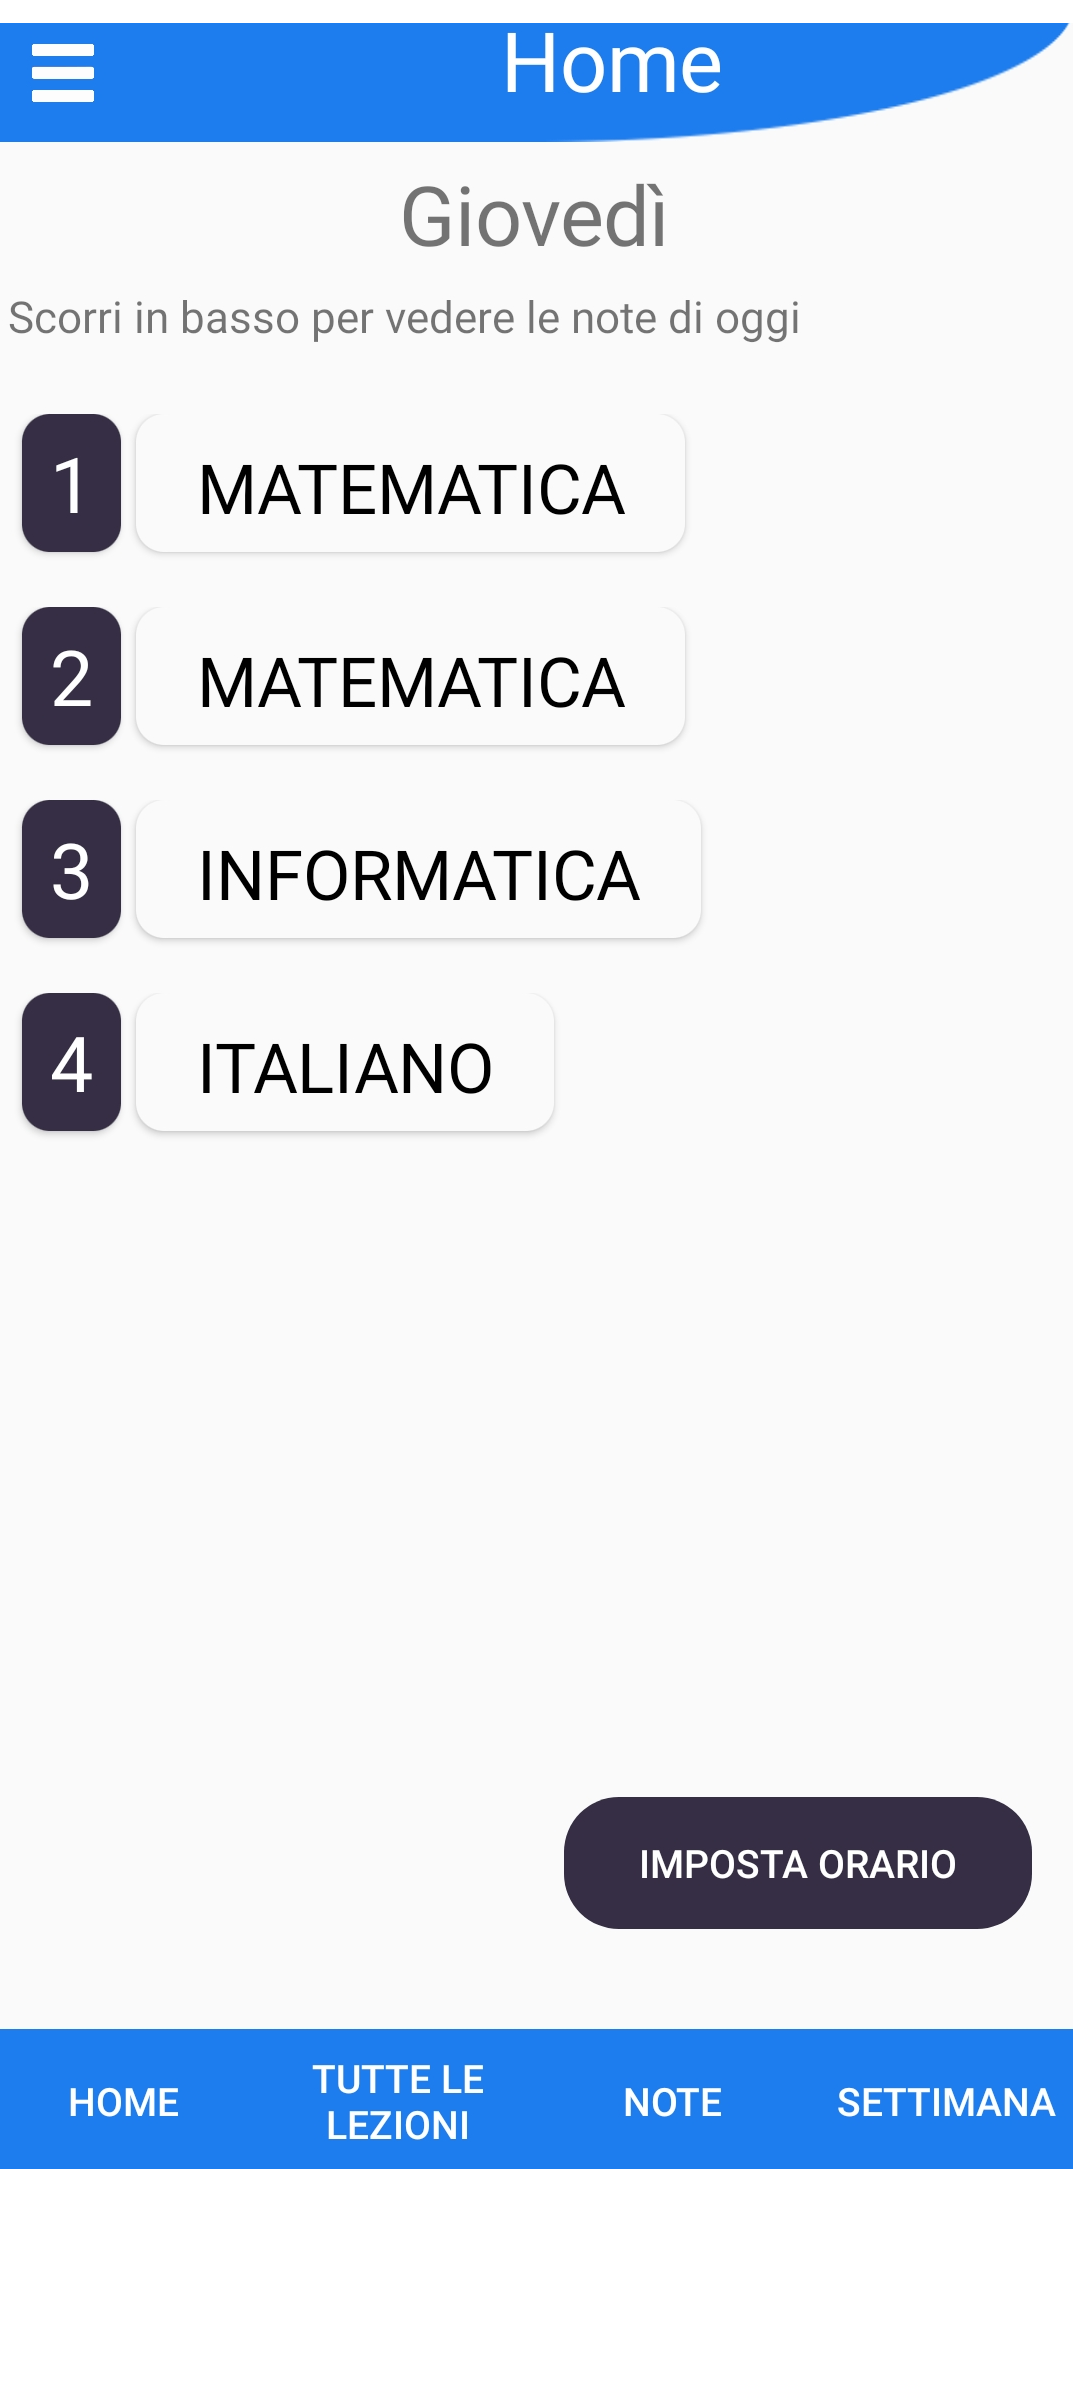 Home
Giovedì
Scorri in basso per vedere le note di oggi
1 MATEMATICA
2 MATEMATICA
3 INFORMATICA
4 ITALIANO
IMPOSTA ORARIO
HOME
TUTTE LE
LEZIONI
NOTE
SETTIMANA